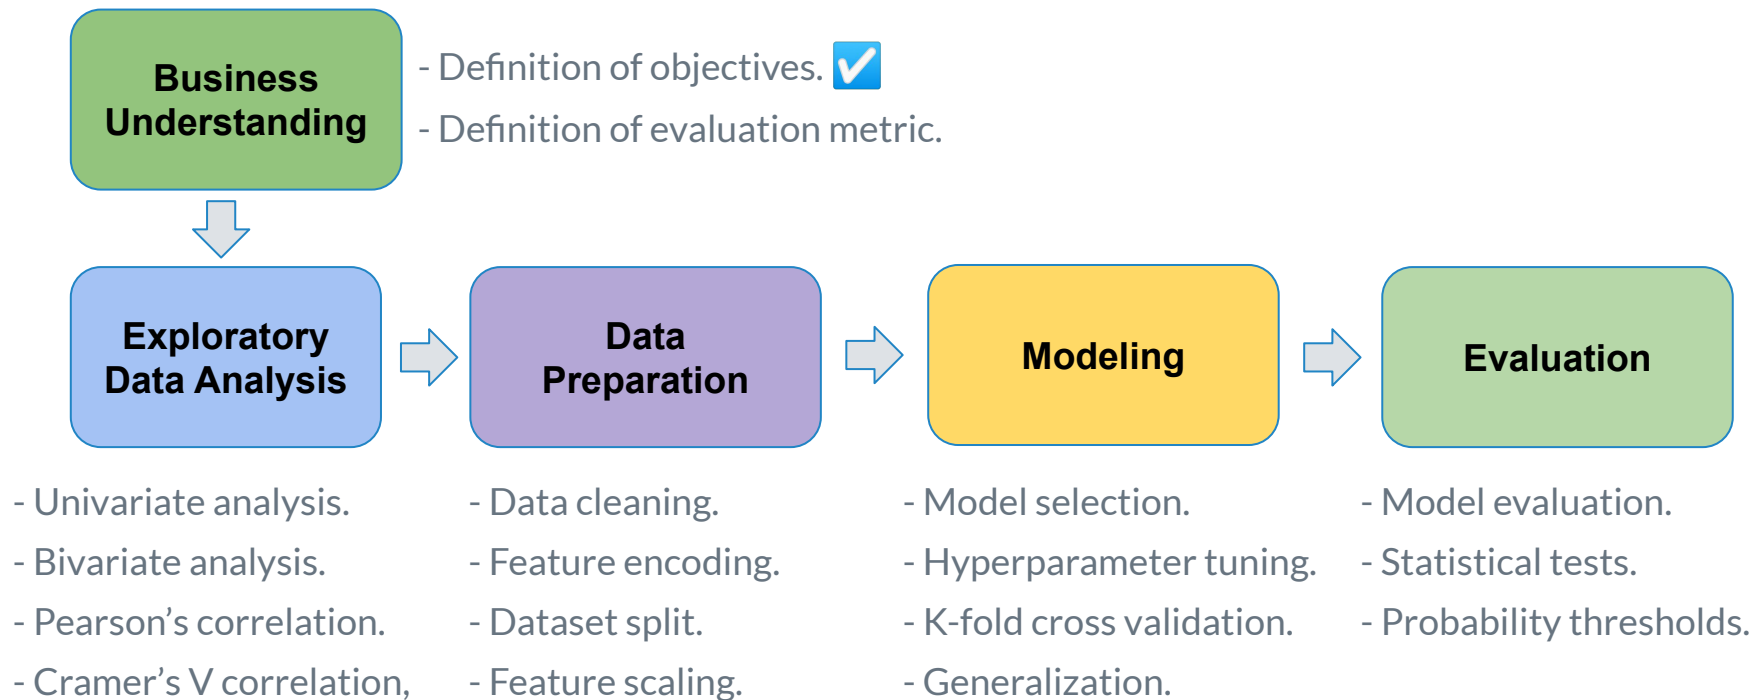 Business
Understanding
- Definition of objectives. ☑
- Definition of evaluation metric.
Exploratory
Data Analysis
Data
Preparation
Modeling
Evaluation
- Univariate analysis.
- Bivariate analysis.
- Pearson’s correlation.
- Cramer’s V correlation,
- Data cleaning.
- Feature encoding.
- Dataset split.
- Feature scaling.
- Model selection.
- Hyperparameter tuning.
- K-fold cross validation.
- Generalization.
- Model evaluation.
- Statistical tests.
- Probability thresholds.